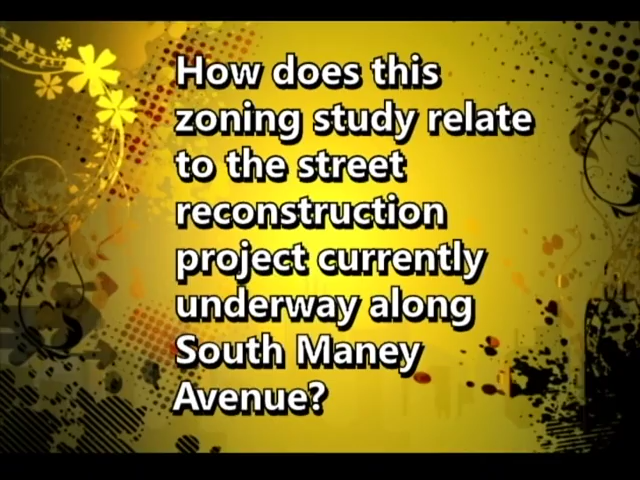 How does this
zoning study relate
to the street
reconstruction
project currently
underway along
South Maney
Avenue?